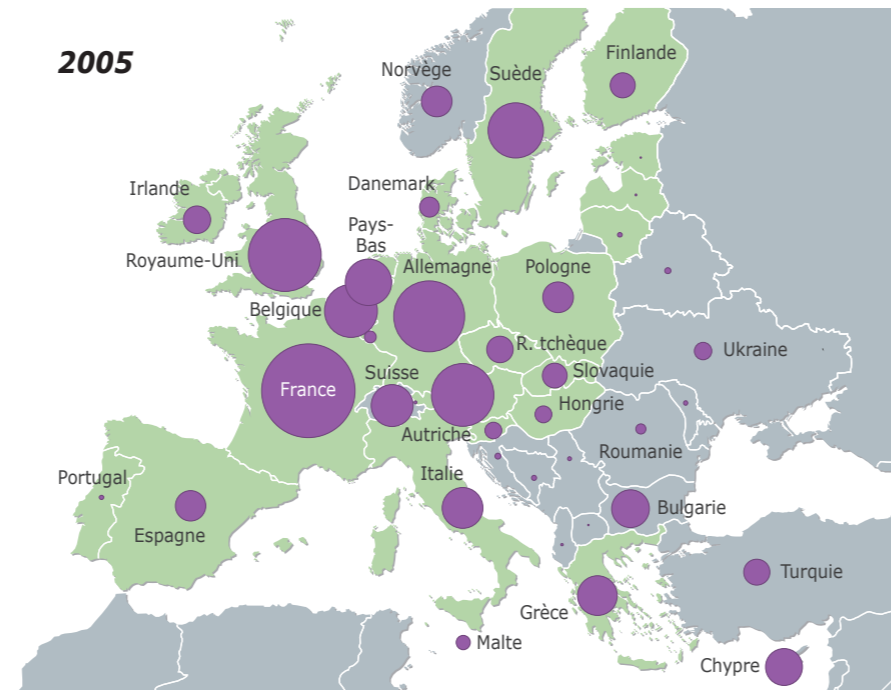 2005
Finlande
Norvège
Suède
Irlande
Danemark
Pays-
Bas
Royaume-Uni
Allemagne
Pologne
Belgique
R. tchèque
Ukraine
Suisse
Slovaquie
France
Hongrie
Autriche
Roumanie
Portugal
Italie
Espagne
Bulgarie
Turquie
Grèce
Malte
Chypre